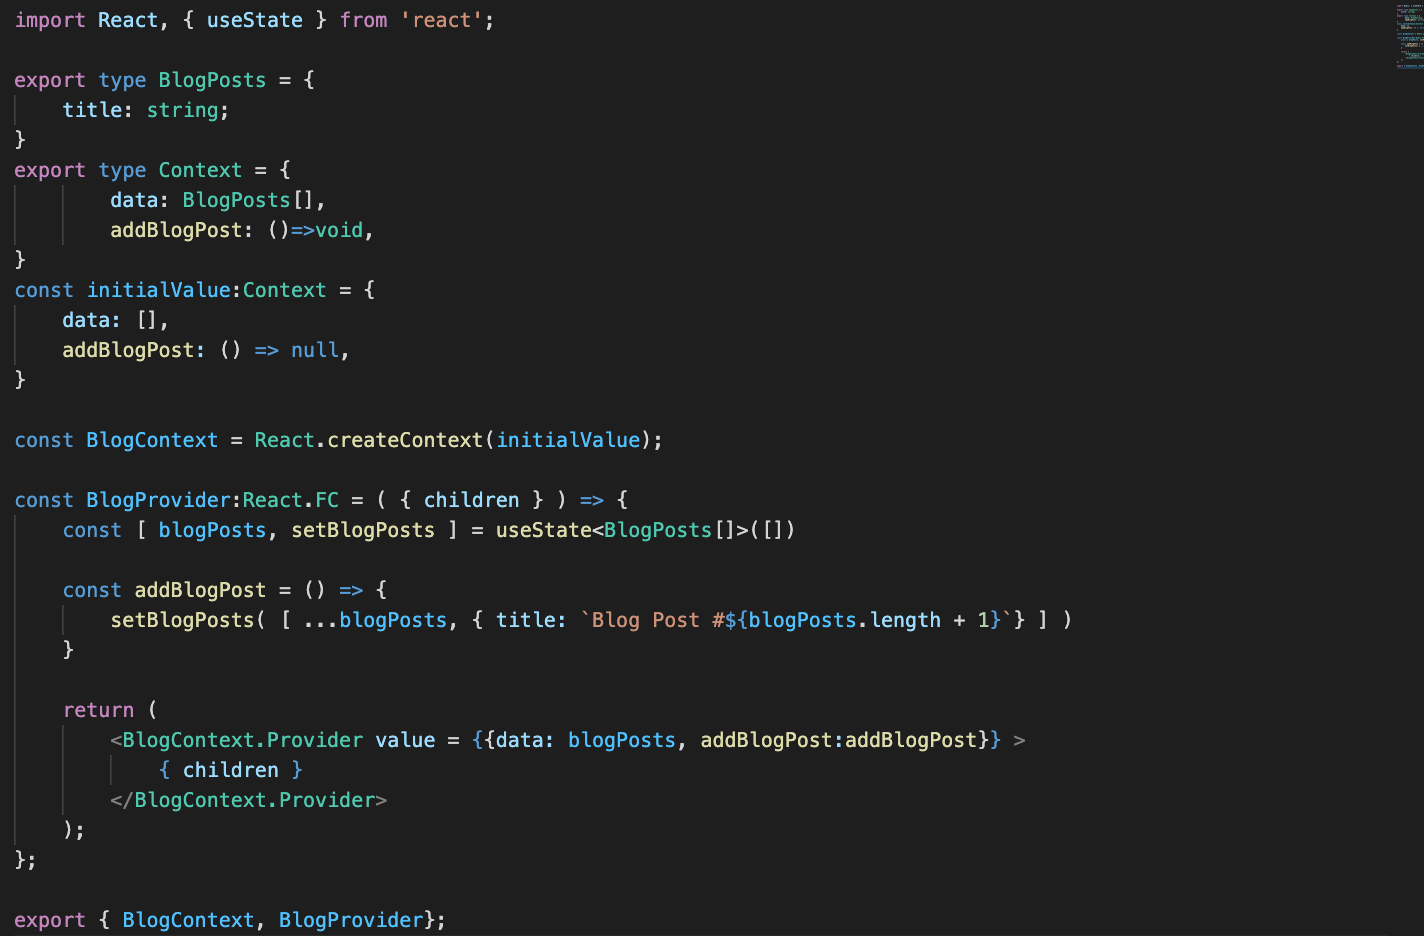 import React, { useState } from 'react';
export type BlogPosts = {
title: string;
}
export type Context = {
data: BlogPosts[],
addBlogPost: ()=>void,
}
const initialValue:Context = {
data: [],
addBlogPost: () => null,
}
const BlogContext = React.createContext(initialValue);
const BlogProvider:React.FC = ( { children } ) => {
const [ blogPosts, setBlogPosts ] = useState<BlogPosts[]>([])
const addBlogPost = () => {
setBlogPosts( [ ...blogPosts, { title: `Blog Post #${blogPosts.length + 1}`} ] )
}
return (
<BlogContext.Provider value = {{data: blogPosts, addBlogPost:addBlogPost}} >
{ children }
</BlogContext.Provider>
);
};
export { BlogContext, BlogProvider};